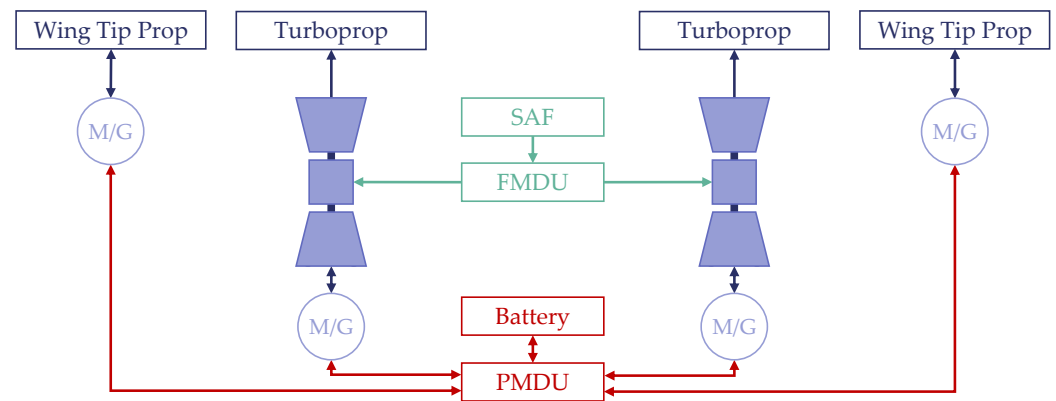 Wing Tip Prop
Turboprop
Turboprop
Wing Tip Prop
M/G
SAF
M/G
FMDU
M/G
Battery
M/G
PMDU